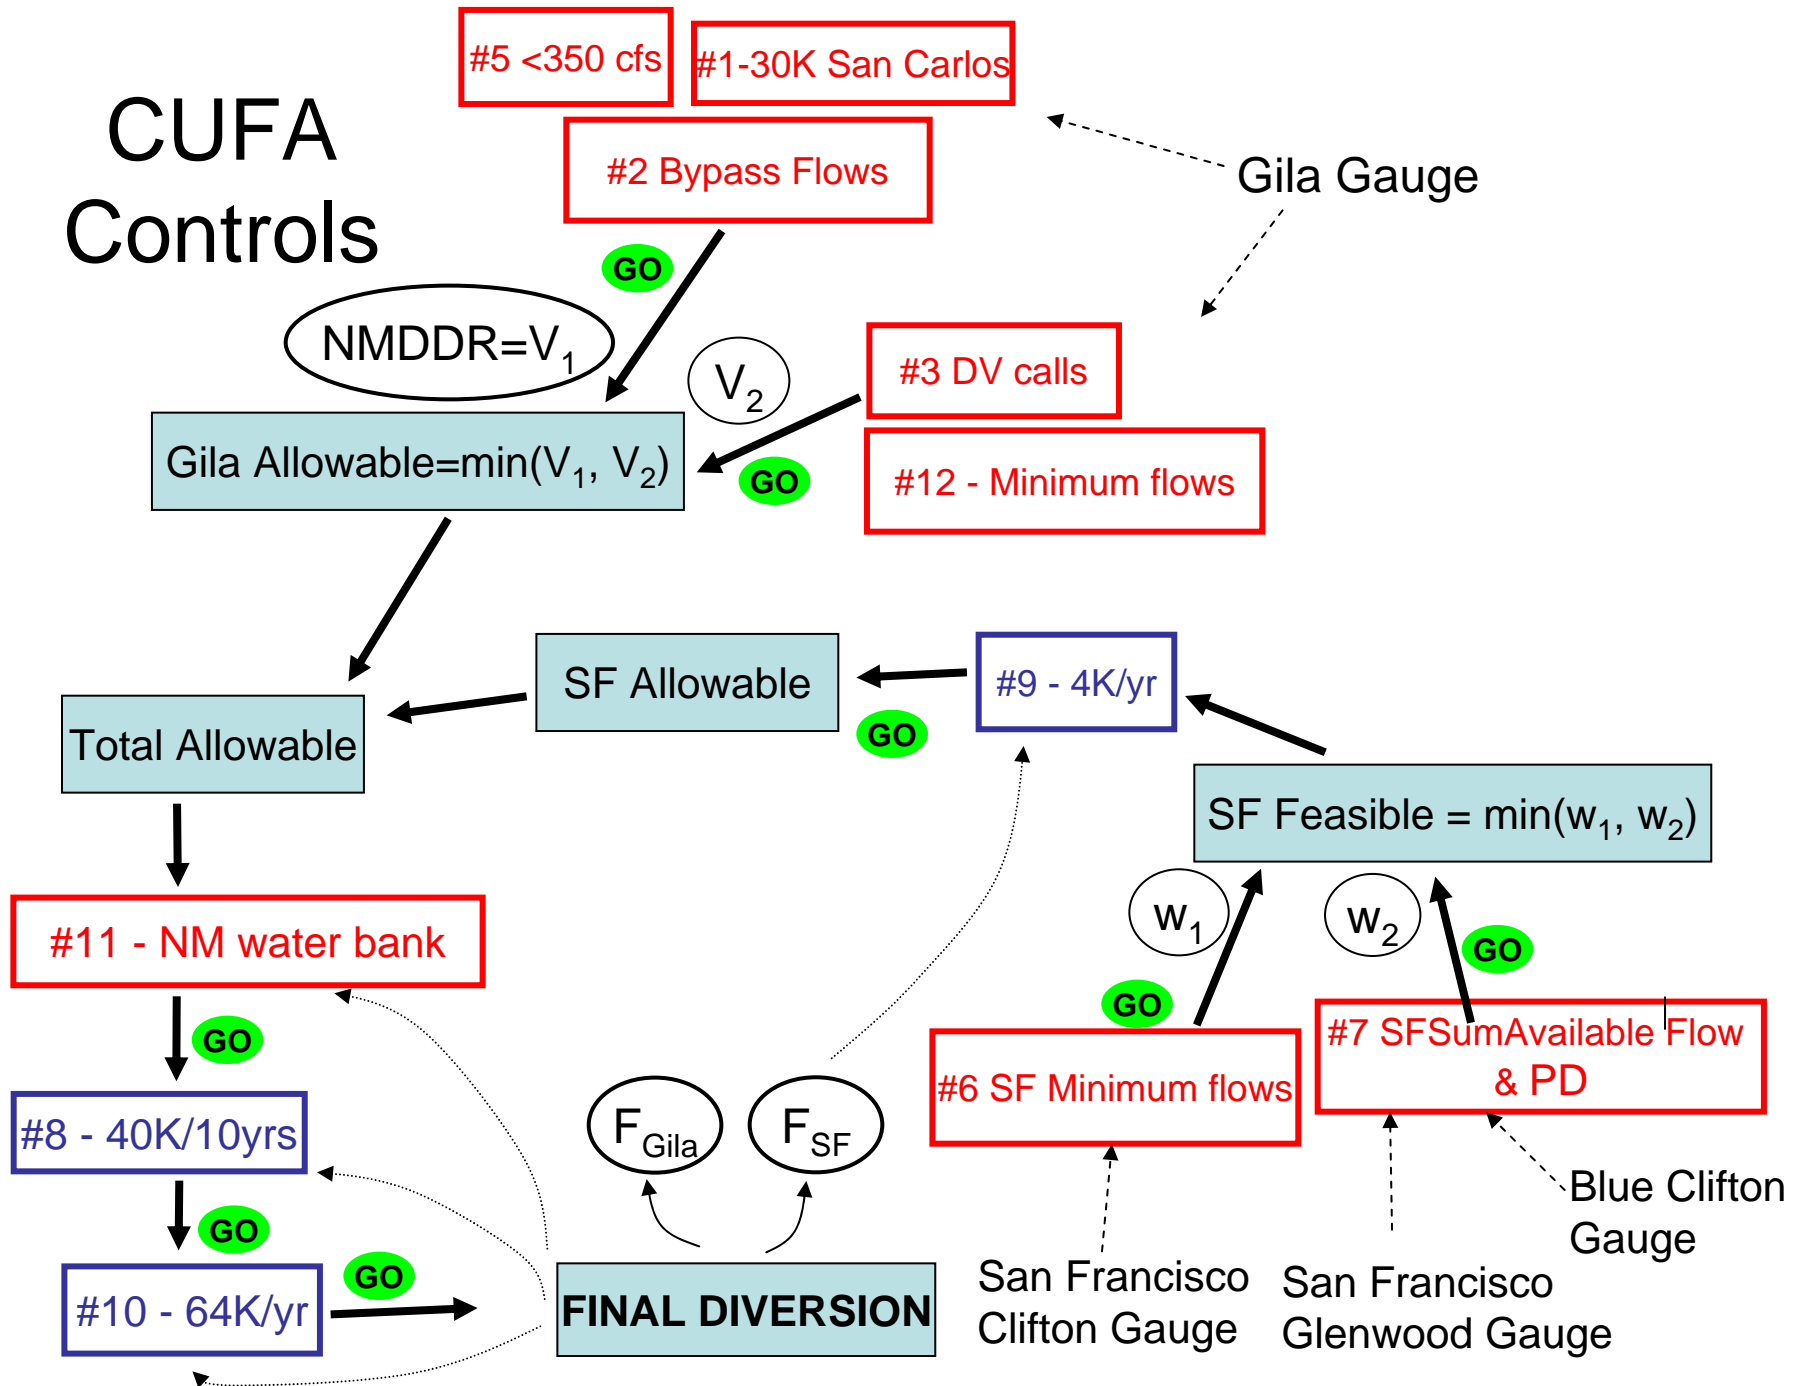 CUFA
Controls
#5 <350 cfs
#1-30K San Carlos
#2 Bypass Flows
Gila Gauge
GO
NMDDR=V1
V2
#3 DV calls
Gila Allowable=min(V1, V2)
GO
#12 - Minimum flows
SF Allowable
#9 - 4K/yr
GO
Total Allowable
SF Feasible = min(w1, w2)
w1
w2
GO
#11 - NM water bank
GO
GO
#7 SFSumAvailable Flow
& PD
#6 SF Minimum flows
#8 - 40K/10yrs
FGila
FSF
GO
Blue Clifton
Gauge
#10 - 64K/yr
GO
FINAL DIVERSION
San Francisco
Clifton Gauge
San Francisco
Glenwood Gauge